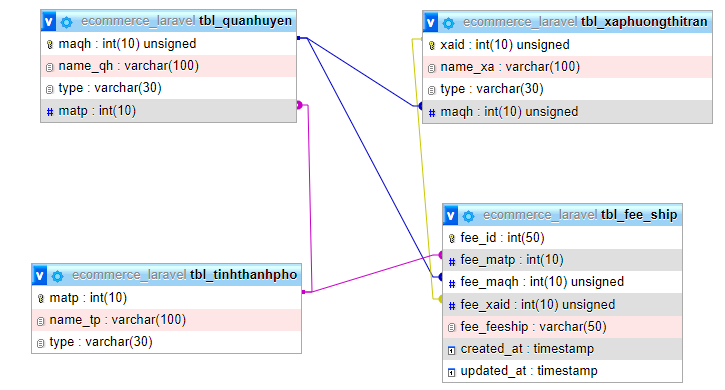 ecommerce_laravel tbl_quanhuyen
maqh : int(10) unsigned
name_qh : varchar(100)
type : varchar(30)
# matp : int(10)
ecommerce_laravel tbl_xaphuongthitran
xaid : int(10) unsigned
name_xa : varchar(100)
type : varchar(30)
# maqh : int(10) unsigned
ecommerce_laravel tbl_tinhthanhpho
matp : int(10)
name_tp : varchar(100)
type : varchar(30)
ecommerce_laravel tbl_fee_ship
fee_id : int(50)
# fee_matp : int(10)
# fee_maqh : int(10) unsigned
# fee_xaid : int(10) unsigned
fee_feeship : varchar(50)
created_at : timestamp
updated_at : timestamp